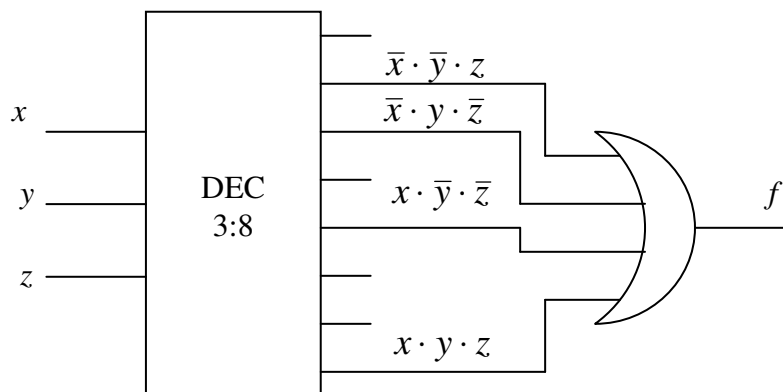 x̅ · y̅ · z
x
x̅ · y · z̅
DEC
3:8
y
x · y̅ · z̅
f
z
x · y · z